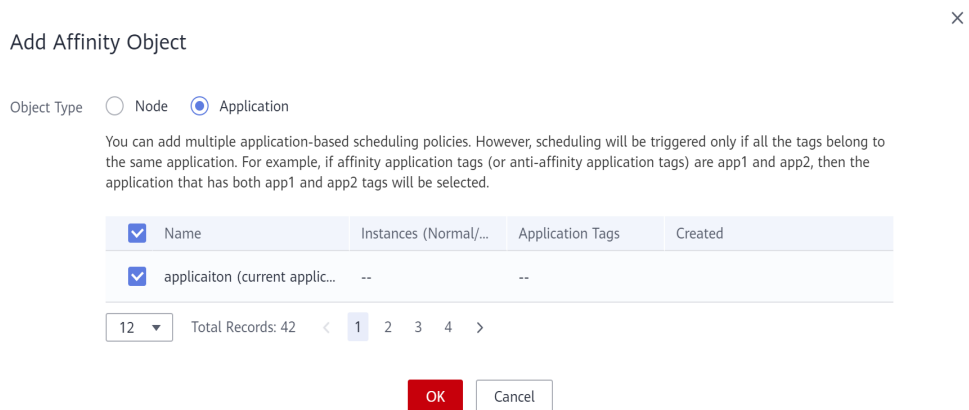 Add Affinity Object
Object Type Node Application
You can add multiple application-based scheduling policies. However, scheduling will be triggered only if all the tags belong to
the same application. For example, if affinity application tags (or anti-affinity application tags) are app1 and app2, then the
application that has both app1 and app2 tags will be selected.
Name Instances (Normal/... Application Tags Created
applicaiton (current applic... -- --
12 Total Records: 42 < 1 2 3 4 >
OK Cancel